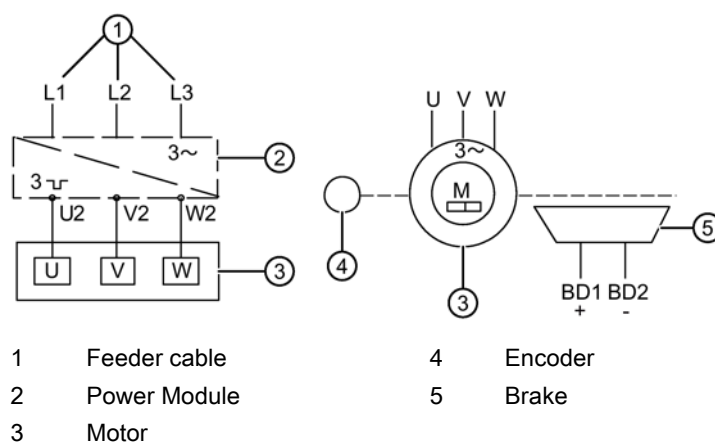 1
L1 L2 L3
3~
2
3
U2 V2 W2
U V W
3
U V W
3~
M
4
3
5
BD1 BD2
+ -
1 Feeder cable
2 Power Module
3 Motor
4 Encoder
5 Brake